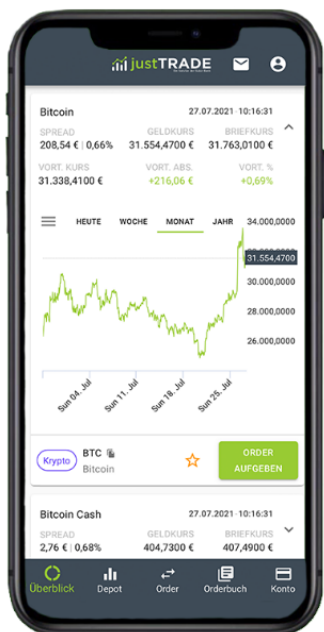 justTRADE
Bitcoin 27.07.2021 · 10:16:31
SPREAD GELDKURS BRIEFKURS
208,54 € | 0,66% 31.554,4700 € 31.763,0100 €
VORT. KURS VORT. ABS. VORT. %
31.338,4100 € +216,06 € +0,69%
HEUTE WOCHE MONAT JAHR 34.000,0000
31.554,4700
30.000,0000
28.000,0000
26.000,0000
Sun 04. Jul Sun 11. Jul Sun 18. Jul Sun 25. Jul
Krypto BTC
Bitcoin
ORDER
AUFGEBEN
Bitcoin Cash 27.07.2021 · 10:16:31
SPREAD GELDKURS BRIEFKURS
2,76 € | 0,68% 404,7300 € 407,4900 €
Überblick Depot Order Orderbuch Konto